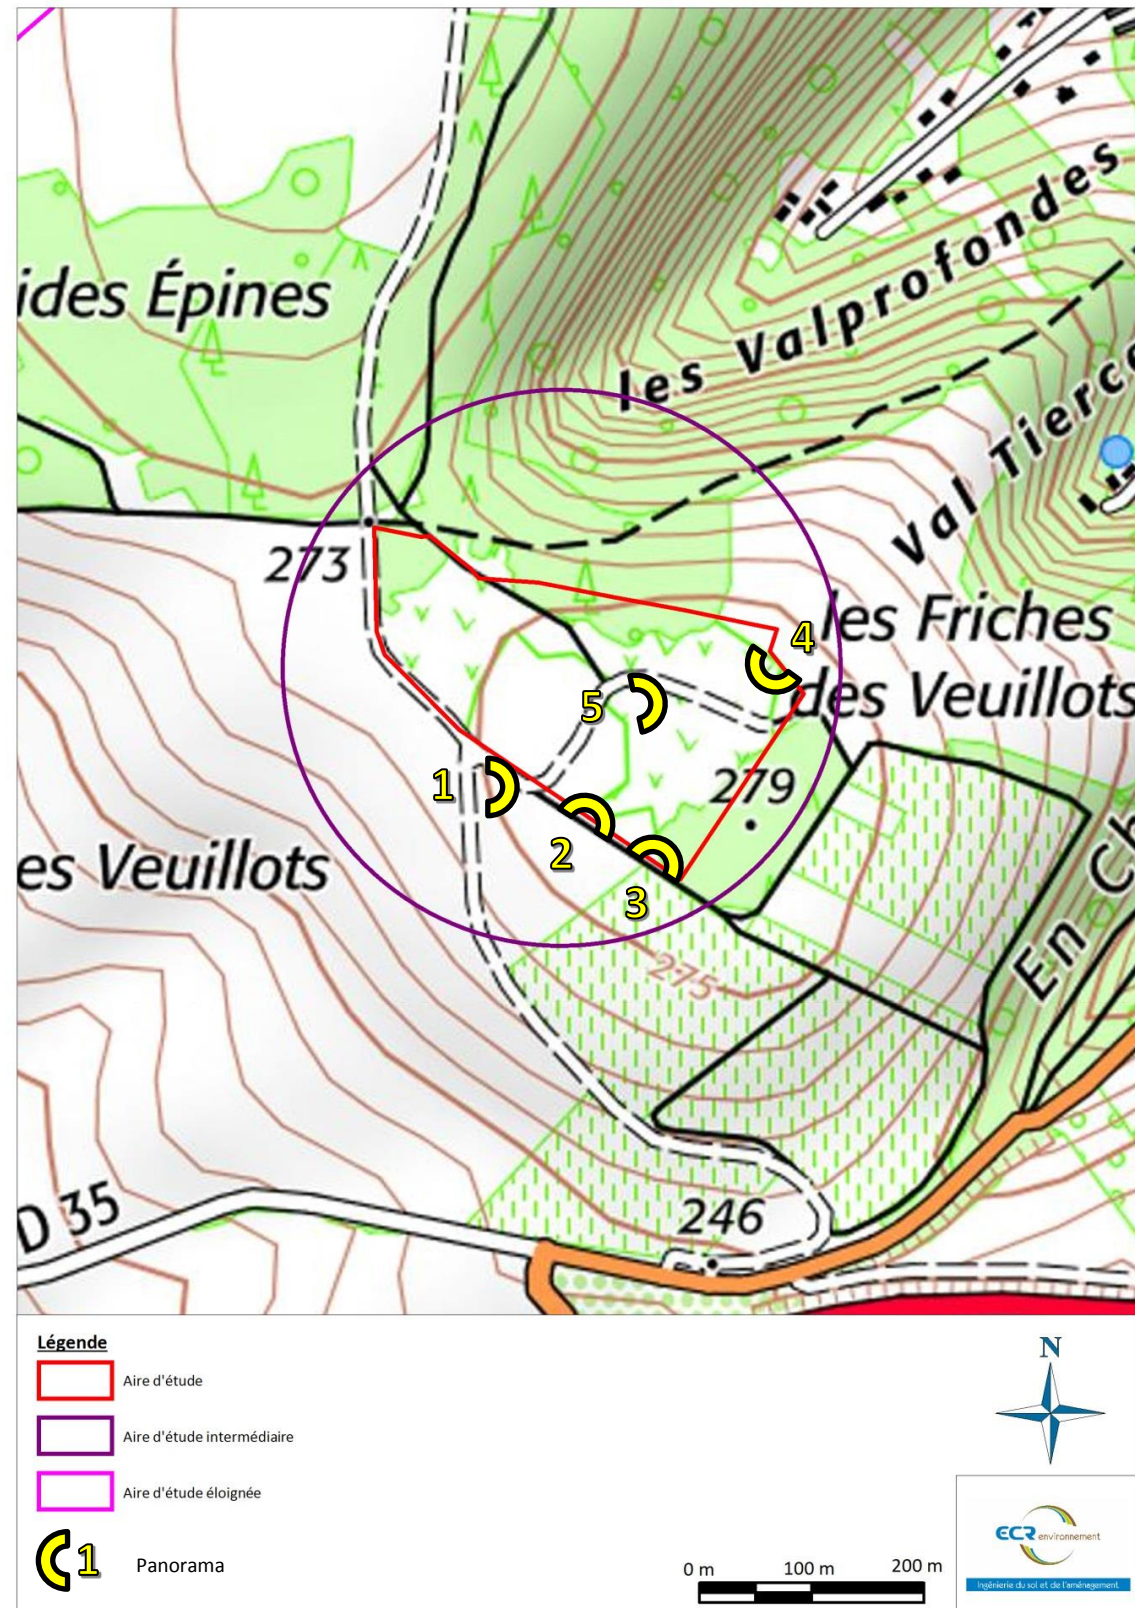 ides Épines
les Valprofondes
Val Tierce
273
4
les Friches
des Veuillots
5
1
279
2
3
es Veuillots
En Ch
275
D 35
246
Légende
Aire d'étude
Aire d'étude intermédiaire
Aire d'étude éloignée
1 Panorama
N
0 m 100 m 200 m
ECR environnement
Ingénierie du sol et de l'aménagement